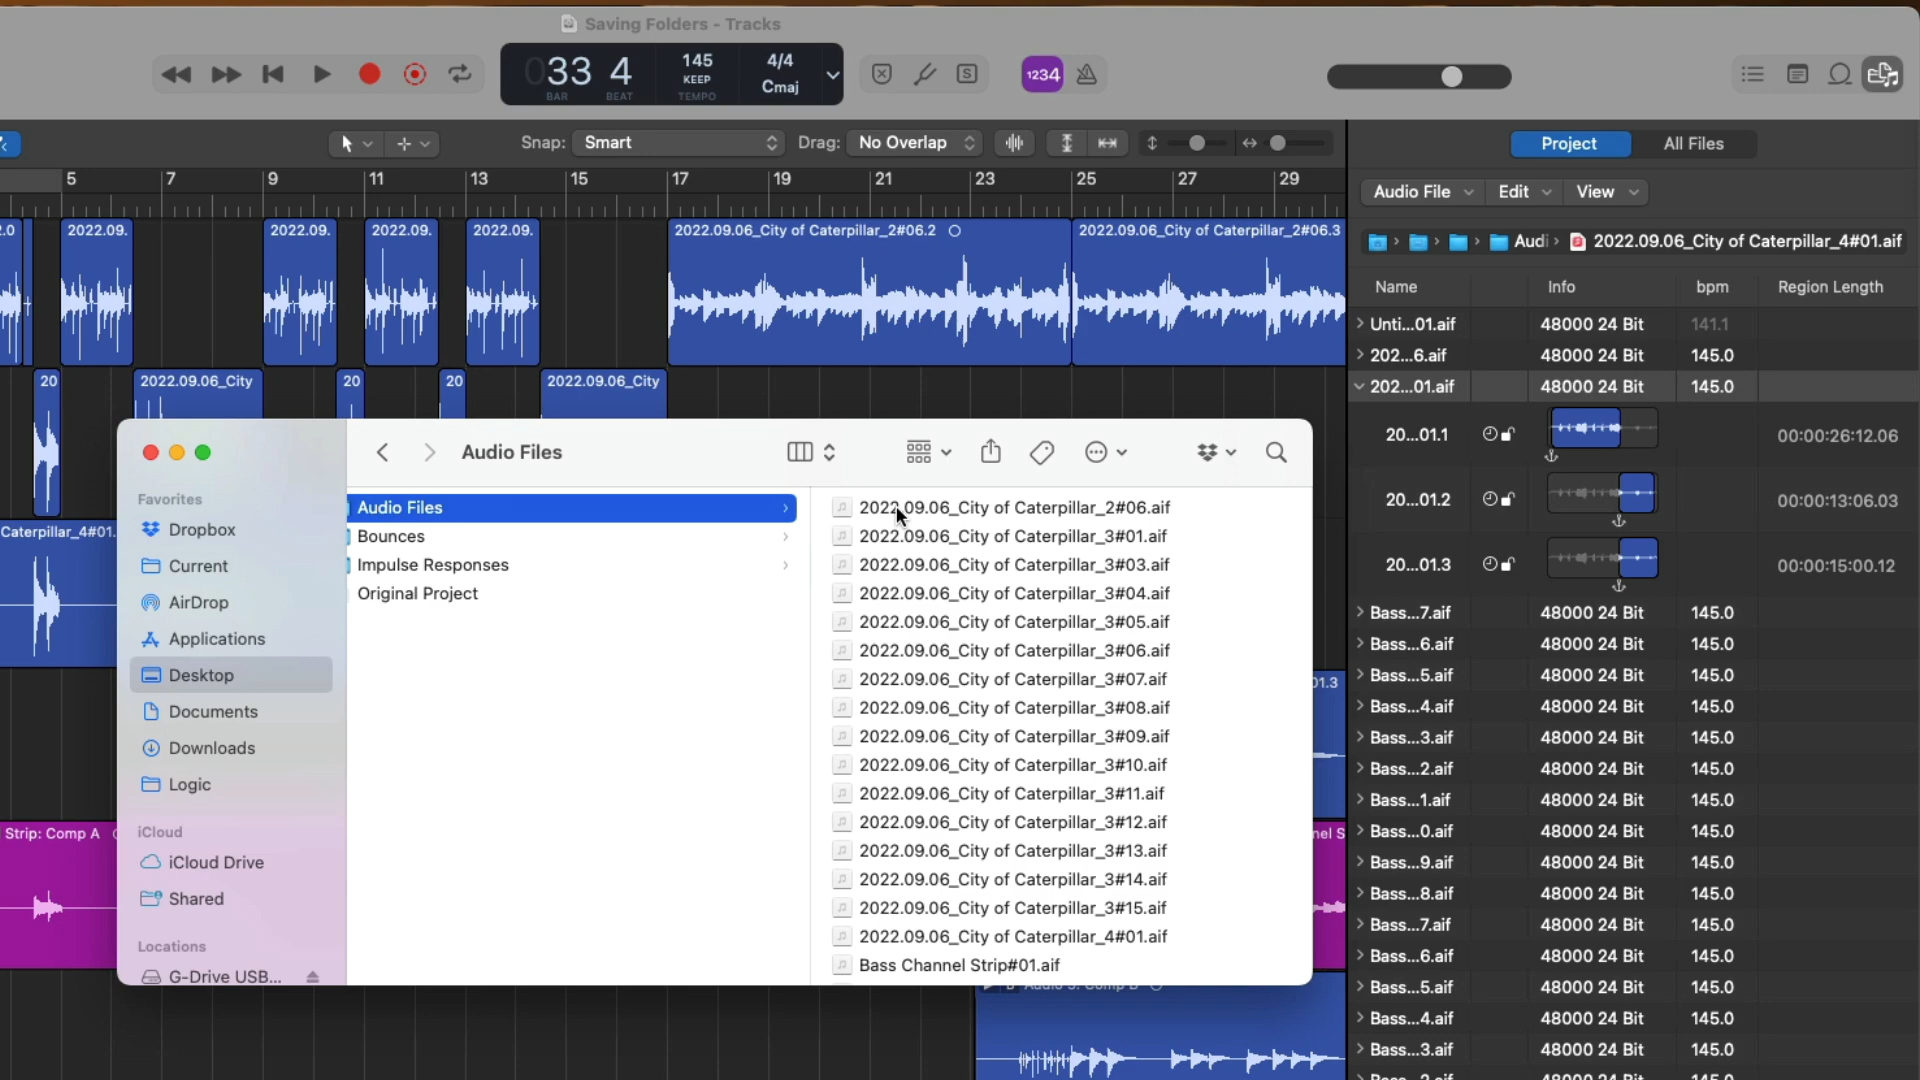 Saving Folders - Tracks
033 4
BAR BEAT
145
KEEP
TEMPO
4/4
Cmaj
S
1234
Snap: Smart
Drag: No Overlap
5 7 9 11 13 15 17 19 21 23 25 27 29
2022.09. 2022.09. 2022.09. 2022.09. 2022.09.06_City of Caterpillar_2#06.2 2022.09.06_City of Caterpillar_2#06.3
20 2022.09.06_City 20 20 2022.09.06_City
Caterpillar_4#01.
01.3
Strip: Comp A
nel S
Project All Files
Audio File Edit View
Audi 2022.09.06_City of Caterpillar_4#01.aif
Name Info bpm Region Length
Unti...01.aif 48000 24 Bit 141.1
202...6.aif 48000 24 Bit 145.0
202...01.aif 48000 24 Bit 145.0
20...01.1 00:00:26:12.06
20...01.2 00:00:13:06.03
20...01.3 00:00:15:00.12
Bass...7.aif 48000 24 Bit 145.0
Bass...6.aif 48000 24 Bit 145.0
Bass...5.aif 48000 24 Bit 145.0
Bass...4.aif 48000 24 Bit 145.0
Bass...3.aif 48000 24 Bit 145.0
Bass...2.aif 48000 24 Bit 145.0
Bass...1.aif 48000 24 Bit 145.0
Bass...0.aif 48000 24 Bit 145.0
Bass...9.aif 48000 24 Bit 145.0
Bass...8.aif 48000 24 Bit 145.0
Bass...7.aif 48000 24 Bit 145.0
Bass...6.aif 48000 24 Bit 145.0
Bass...5.aif 48000 24 Bit 145.0
Bass...4.aif 48000 24 Bit 145.0
Bass...3.aif 48000 24 Bit 145.0
Audio Files
Favorites
Dropbox
Current
AirDrop
Applications
Desktop
Documents
Downloads
Logic
iCloud
iCloud Drive
Shared
Locations
G-Drive USB...
Audio Files
Bounces
Impulse Responses
Original Project
2022.09.06_City of Caterpillar_2#06.aif
2022.09.06_City of Caterpillar_3#01.aif
2022.09.06_City of Caterpillar_3#03.aif
2022.09.06_City of Caterpillar_3#04.aif
2022.09.06_City of Caterpillar_3#05.aif
2022.09.06_City of Caterpillar_3#06.aif
2022.09.06_City of Caterpillar_3#07.aif
2022.09.06_City of Caterpillar_3#08.aif
2022.09.06_City of Caterpillar_3#09.aif
2022.09.06_City of Caterpillar_3#10.aif
2022.09.06_City of Caterpillar_3#11.aif
2022.09.06_City of Caterpillar_3#12.aif
2022.09.06_City of Caterpillar_3#13.aif
2022.09.06_City of Caterpillar_3#14.aif
2022.09.06_City of Caterpillar_3#15.aif
2022.09.06_City of Caterpillar_4#01.aif
Bass Channel Strip#01.aif